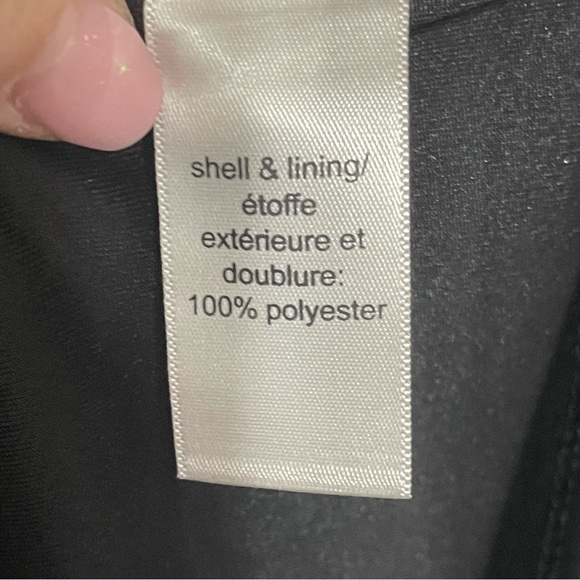 shell & lining/
étoffe
extérieure et
doublure:
100% polyester